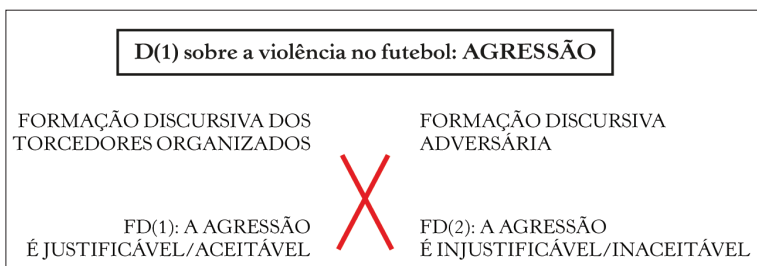 D(1) sobre a violência no futebol: AGRESSÃO
FORMAÇÃO DISCURSIVA DOS
TORCEDORES ORGANIZADOS
FORMAÇÃO DISCURSIVA
ADVERSÁRIA
FD(1): A AGRESSÃO
É JUSTIFICÁVEL/ACEITÁVEL
FD(2): A AGRESSÃO
É INJUSTIFICÁVEL/INACEITÁVEL